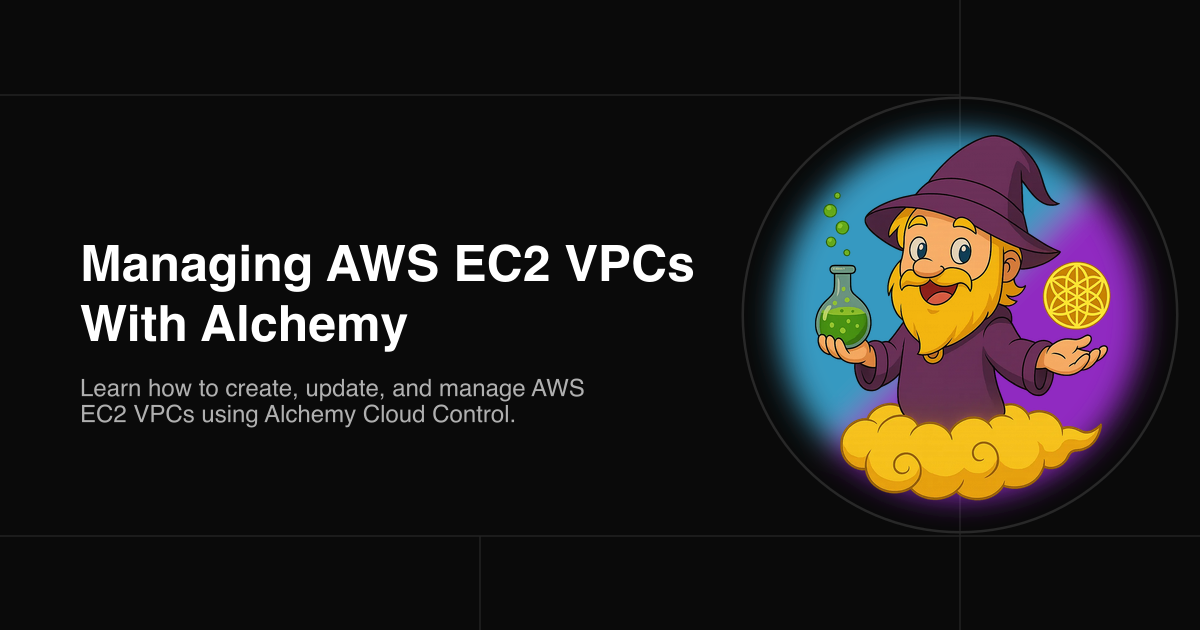 Managing AWS EC2 VPCs
With Alchemy
Learn how to create, update, and manage AWS
EC2 VPCs using Alchemy Cloud Control.